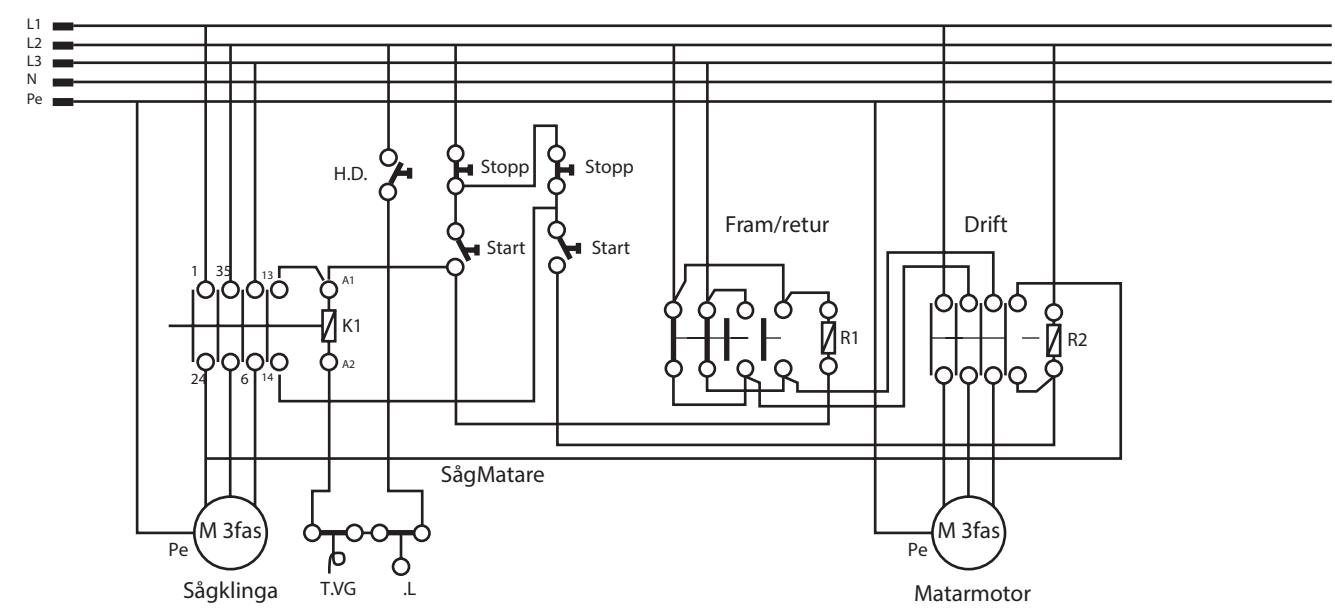 L1
L2
L3
N
Pe
H.D.
Stopp
Stopp
Start
Start
Fram/retur
Drift
1
35
13
A1
K1
R1
R2
24
6
14
A2
SågMatare
M 3fas
M 3fas
Pe
Pe
Sågklinga
T.VG
.L
Matarmotor